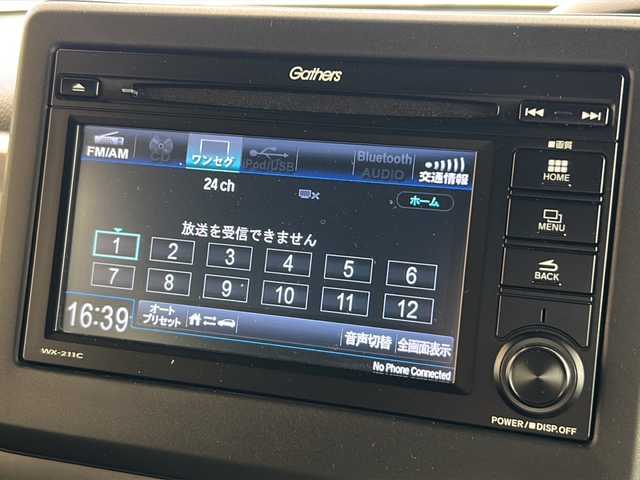 Gathers
FM/AM
CD
ワンセグ
iPod/USB
Bluetooth
AUDIO
交通情報
24ch
ホーム
放送を受信できません
1 2 3 4 5 6
7 8 9 10 11 12
16:39
オート
プリセット
音声切替
全画面表示
No Phone Connected
WX-211C
画質
HOME
MENU
BACK
POWER/ DISP.OFF